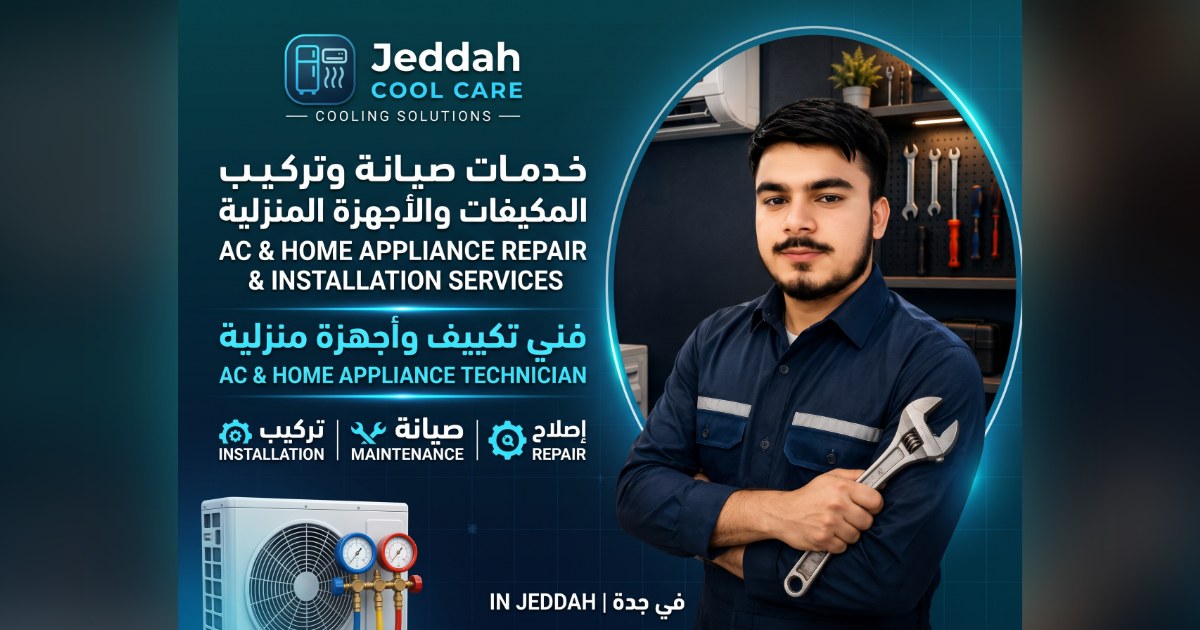 Jeddah
COOL CARE
COOLING SOLUTIONS
خدمات صيانة وتركيب
المكيفات والأجهزة المنزلية
AC & HOME APPLIANCE REPAIR
& INSTALLATION SERVICES
فني تكييف وأجهزة منزلية
AC & HOME APPLIANCE TECHNICIAN
إصلاح | صيانة | تركيب
INSTALLATION | MAINTENANCE | REPAIR
IN JEDDAH | في جدة